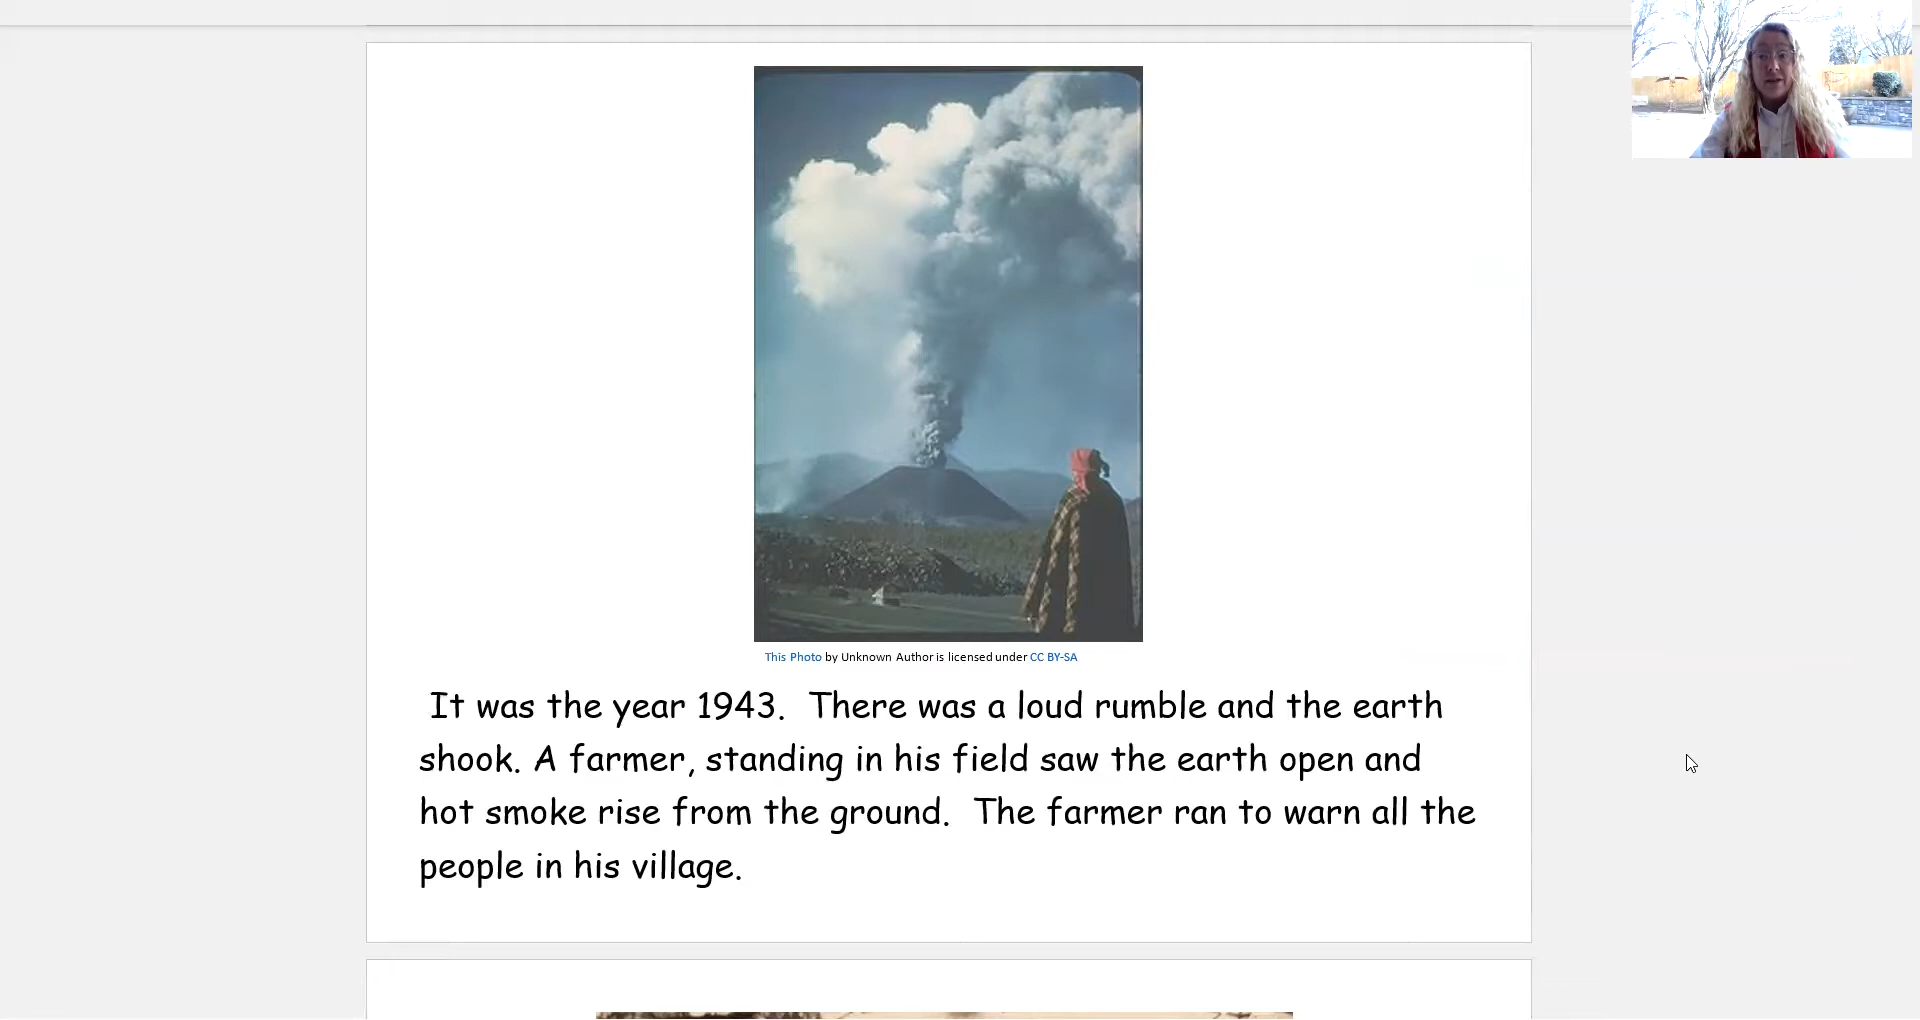 This Photo by Unknown Author is licensed under CC BY-SA
It was the year 1943.  There was a loud rumble and the earth
shook. A farmer, standing in his field saw the earth open and
hot smoke rise from the ground.  The farmer ran to warn all the
people in his village.